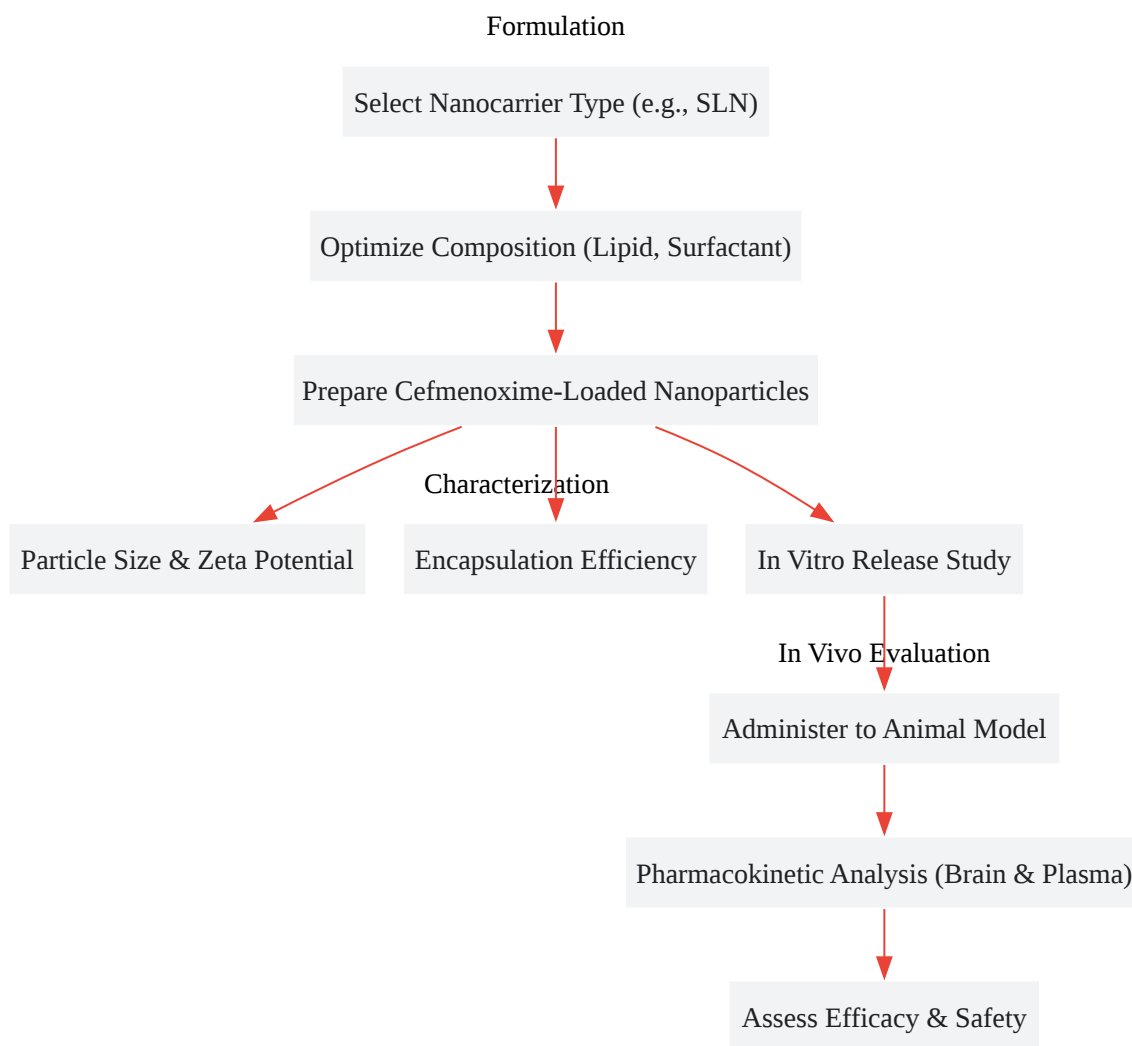 Formulation
Select Nanocarrier Type (e.g., SLN)
Optimize Composition (Lipid, Surfactant)
Prepare Cefmenoxime-Loaded Nanoparticles
Characterization
Particle Size & Zeta Potential
Encapsulation Efficiency
In Vitro Release Study
In Vivo Evaluation
Administer to Animal Model
Pharmacokinetic Analysis (Brain & Plasma)
Assess Efficacy & Safety